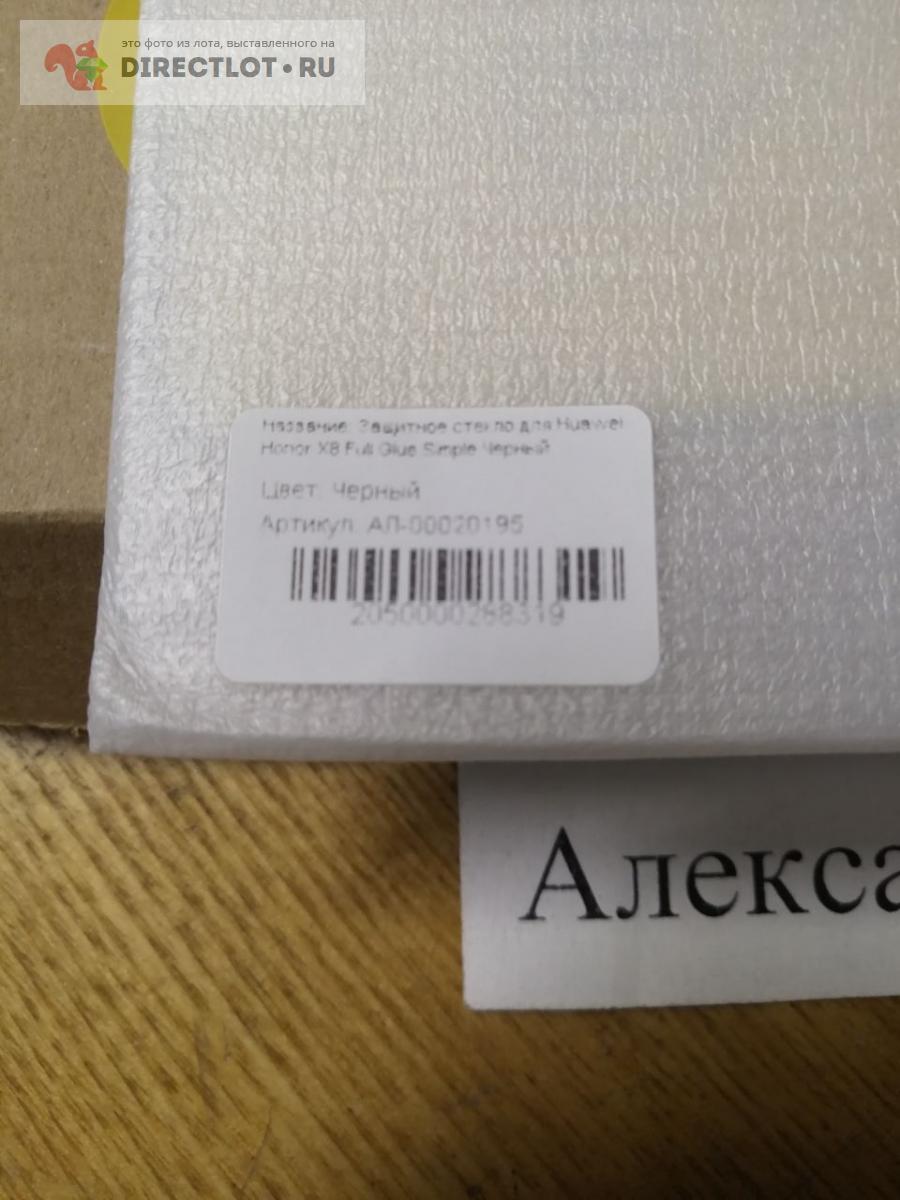 это фото из лота, выставленного на
DIRECTLOT•RU
Название: Защитное стекло для Huawei
Honor X8 Full Glue Simple Черный
Цвет: Черный
Артикул: АЛ-00020195
2050000268319
Алекса